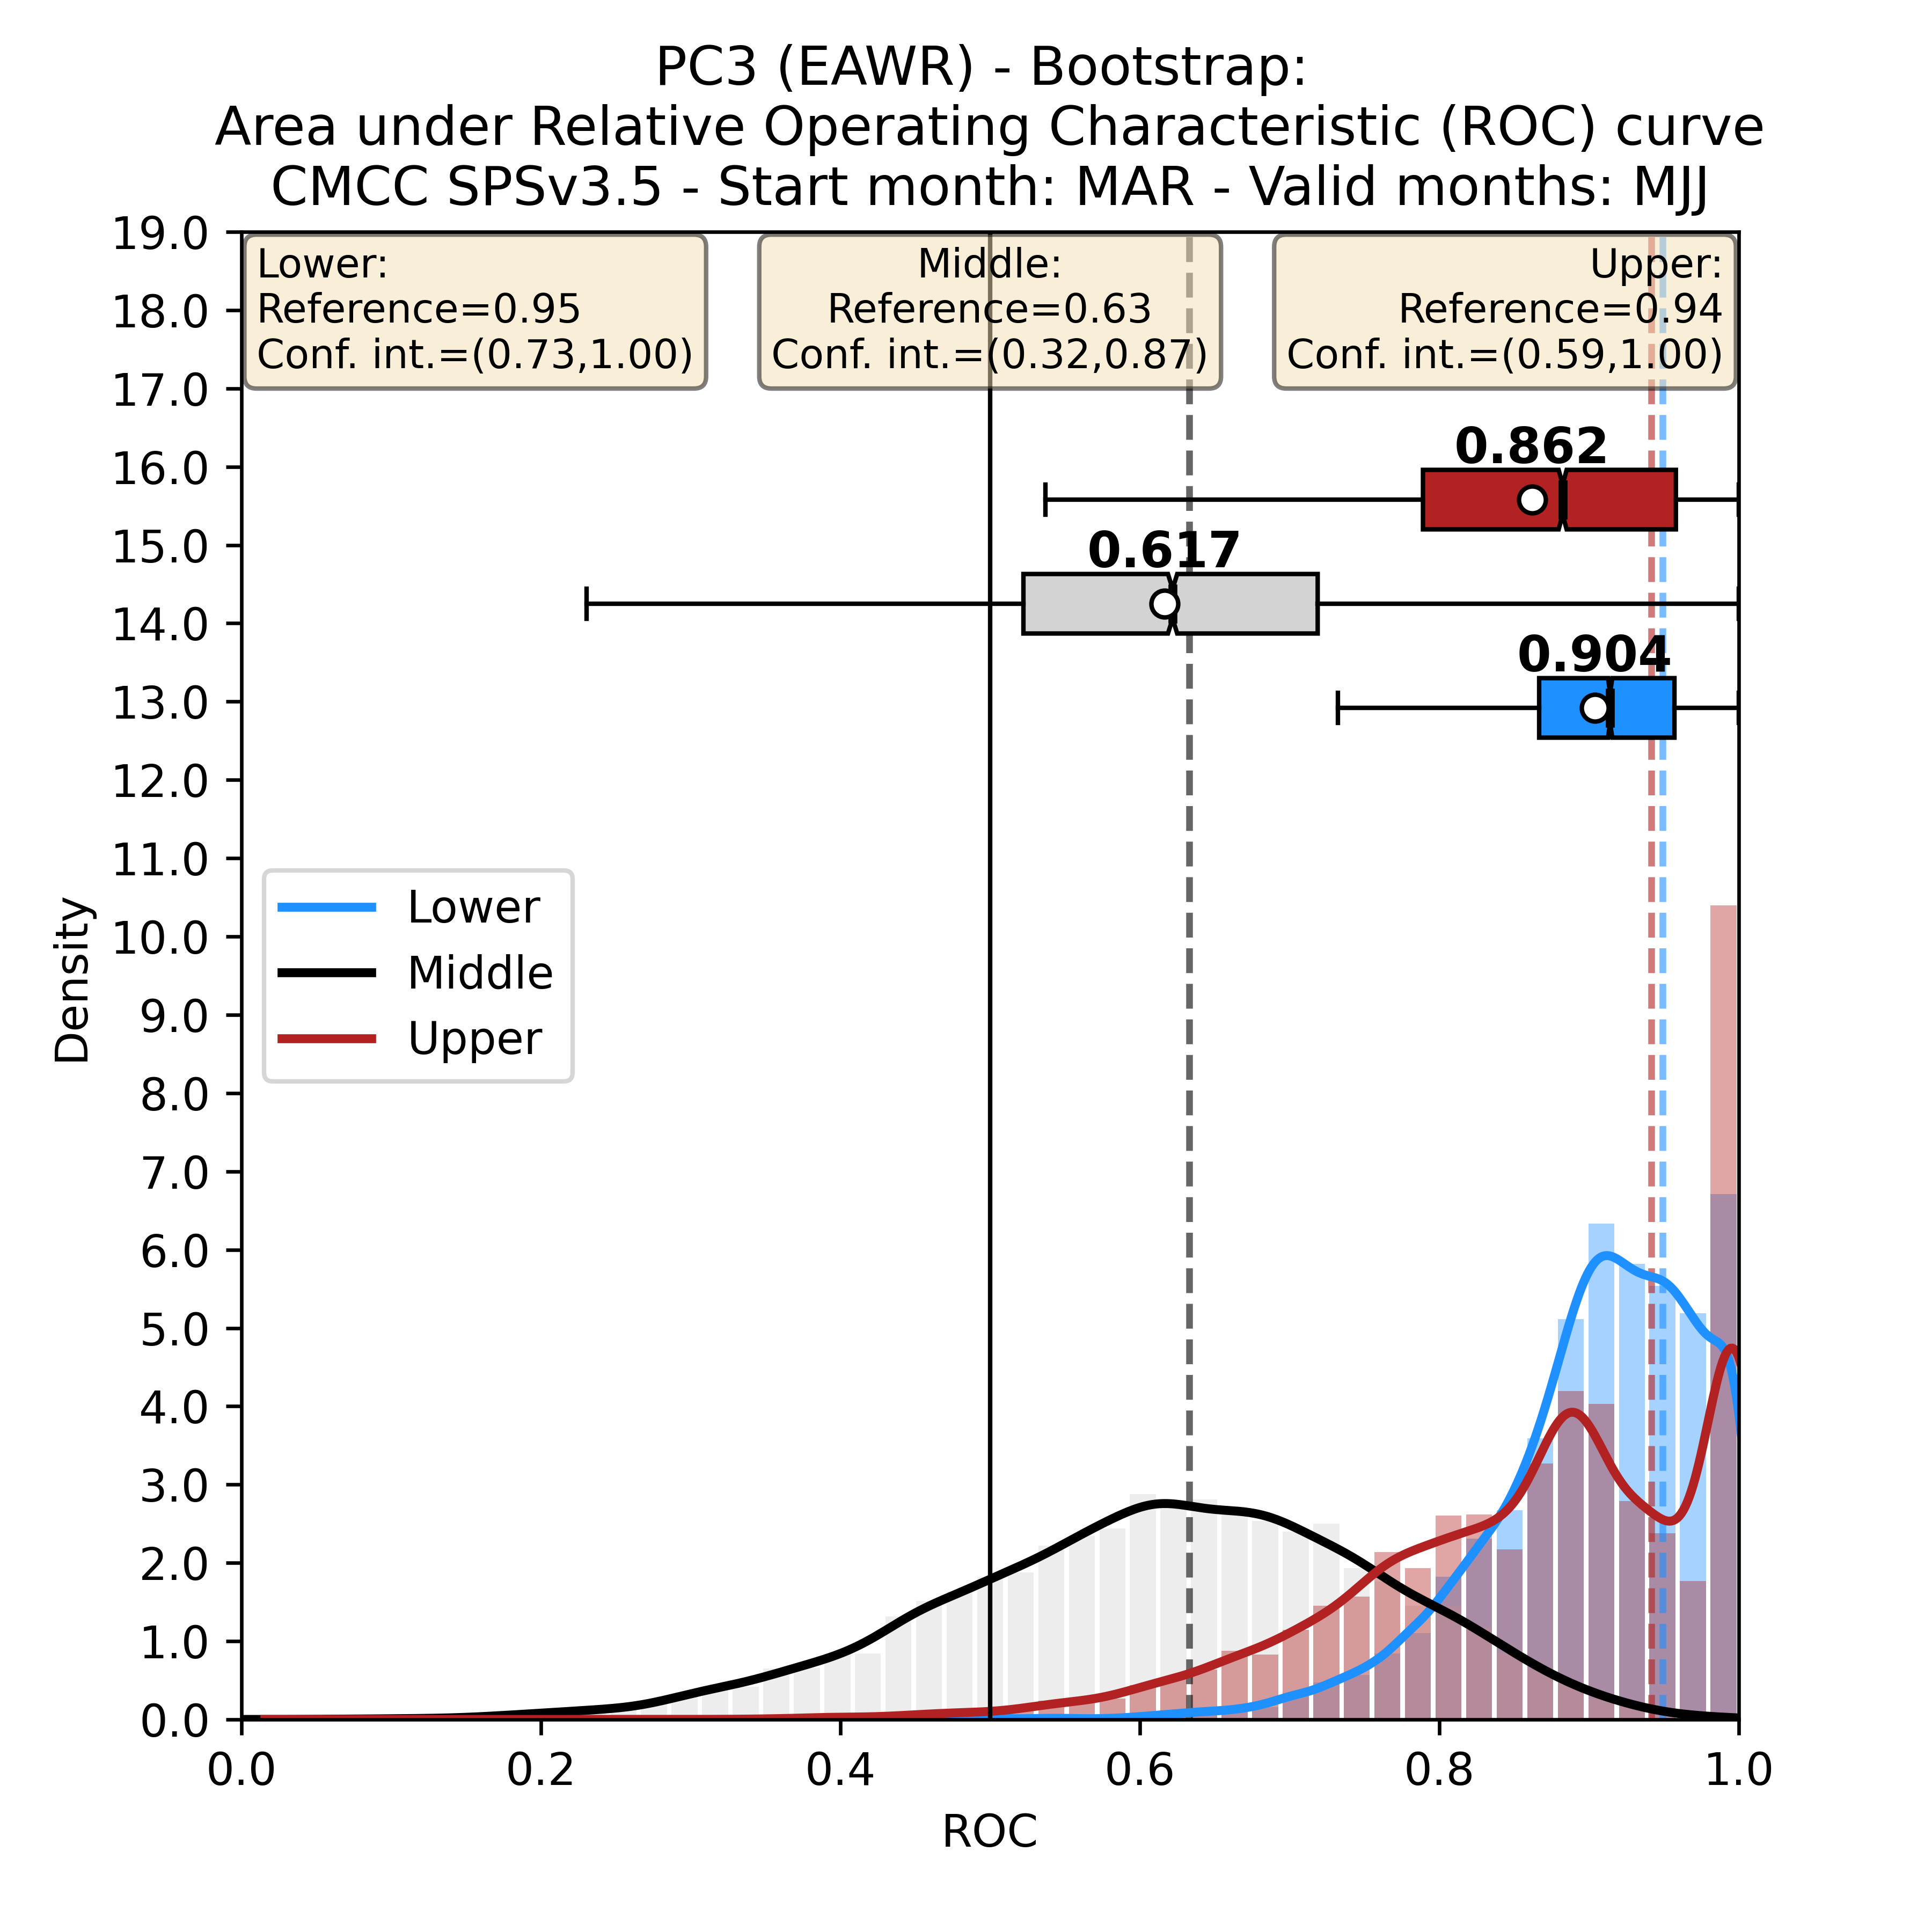 PC3 (EAWR) - Bootstrap:
Area under Relative Operating Characteristic (ROC) curve
CMCC SPSv3.5 - Start month: MAR - Valid months: MJJ
Lower:
Reference=0.95
Conf. int.=(0.73,1.00)
Middle:
Reference=0.63
Conf. int.=(0.32,0.87)
Upper:
Reference=0.94
Conf. int.=(0.59,1.00)
19.0
18.0
17.0
16.0
15.0
14.0
13.0
12.0
11.0
10.0
9.0
8.0
7.0
6.0
5.0
4.0
3.0
2.0
1.0
0.0
Density
0.862
0.617
0.904
Lower
Middle
Upper
0.0 0.2 0.4 0.6 0.8 1.0
ROC